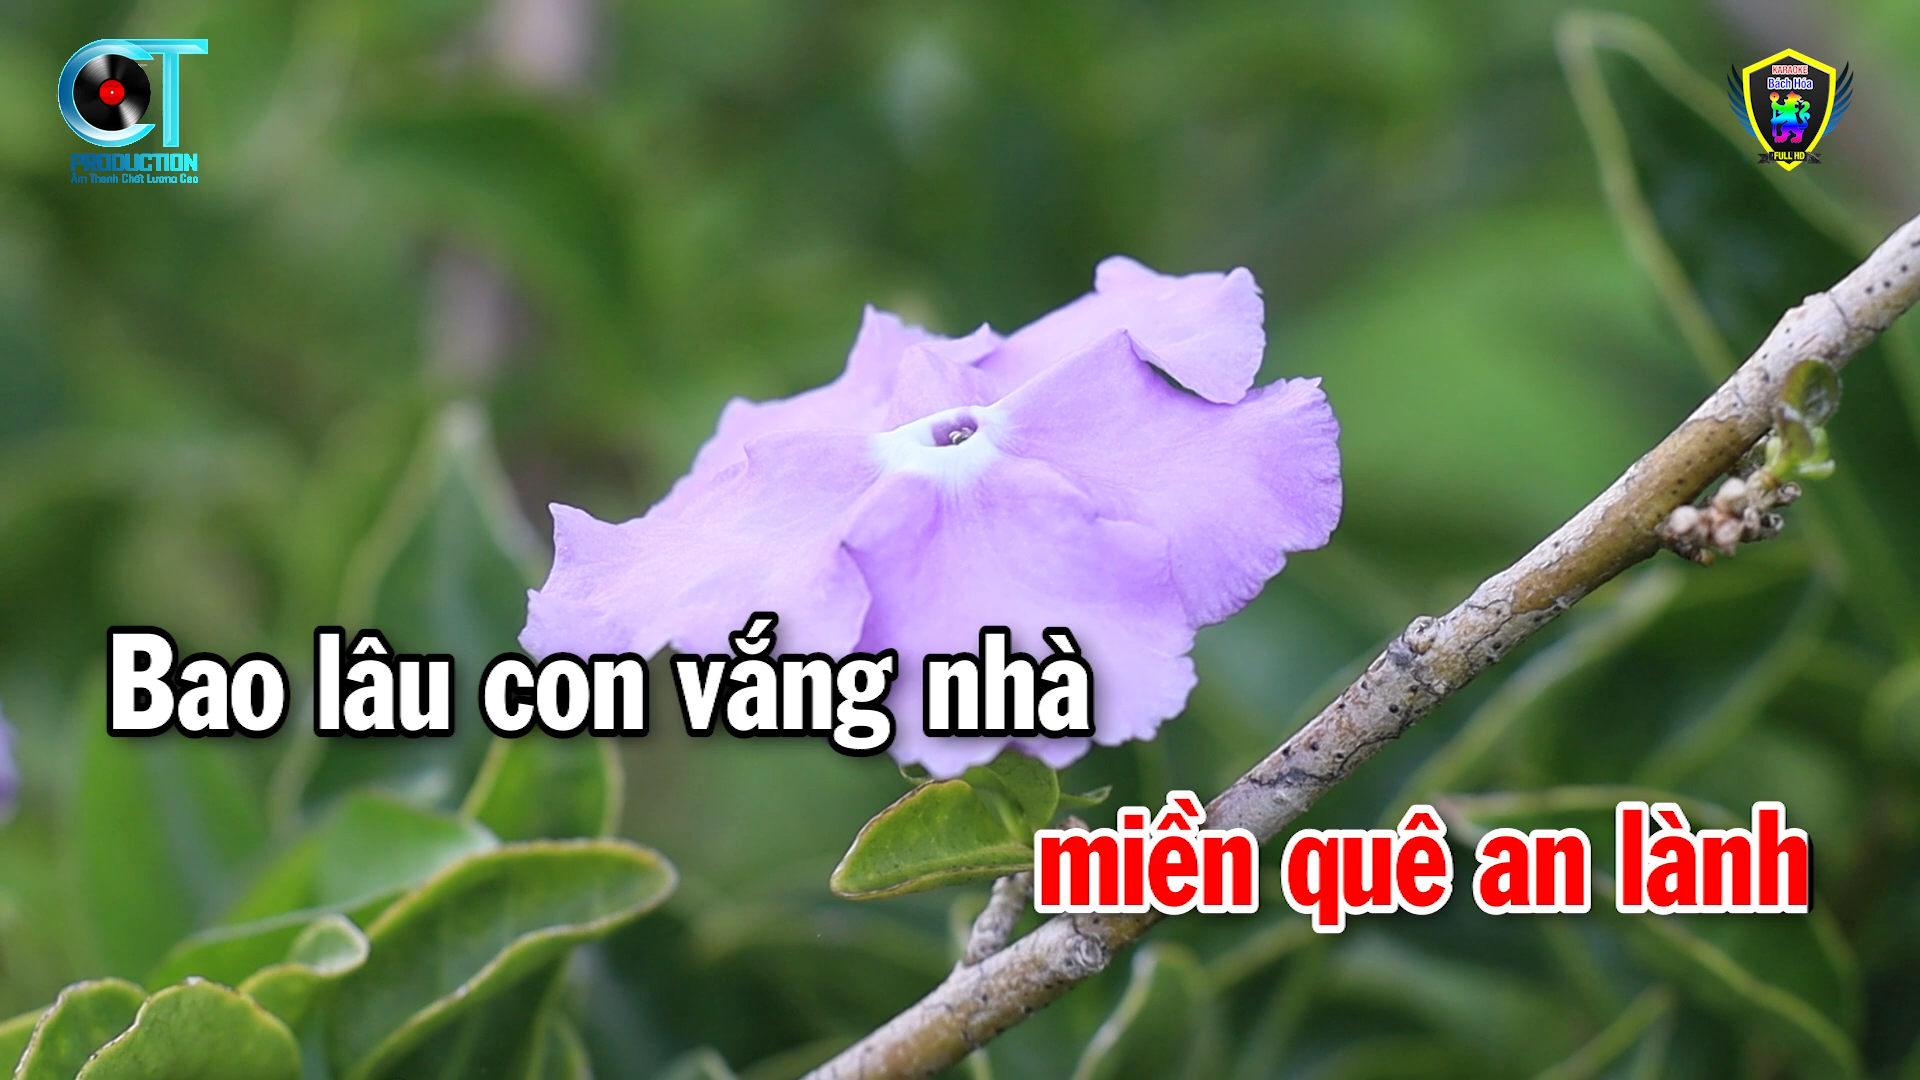 CT
PRODUCTION
Âm Thanh Chất Lượng Cao
KARAOKE
Bách Hóa
FULL HD
Bao lâu con vắng nhà
miền quê an lành